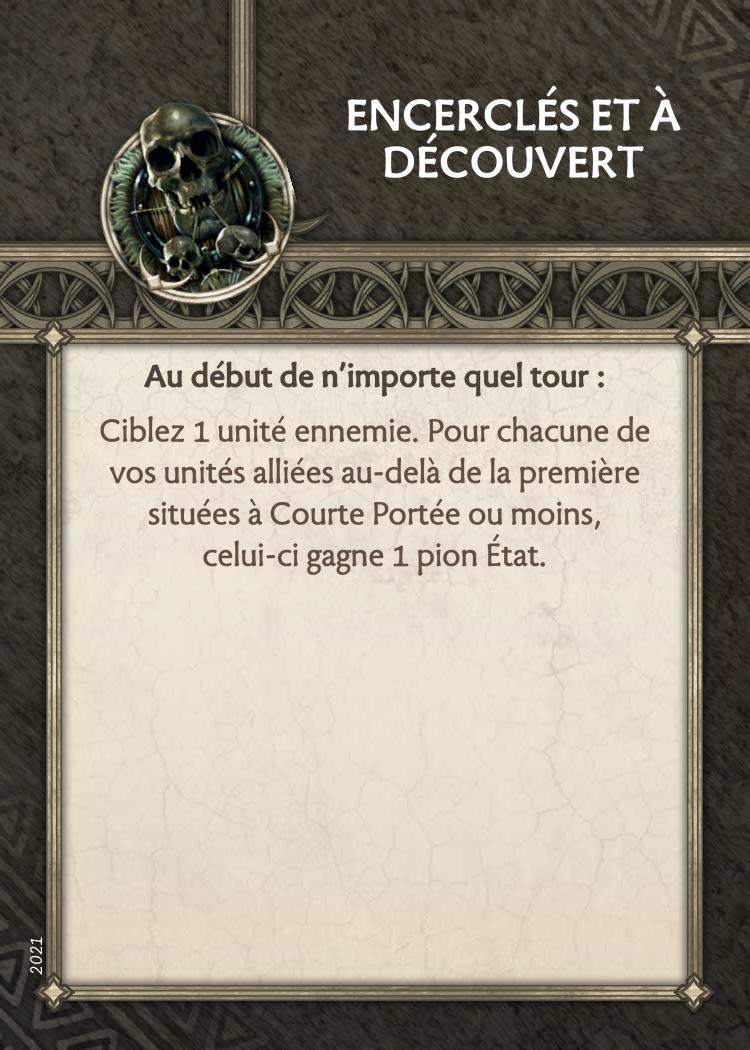 ENCERCLÉS ET À
DÉCOUVERT
Au début de n'importe quel tour :
Ciblez 1 unité ennemie. Pour chacune de
vos unités alliées au-delà de la première
situées à Courte Portée ou moins,
celui-ci gagne 1 pion État.
2021